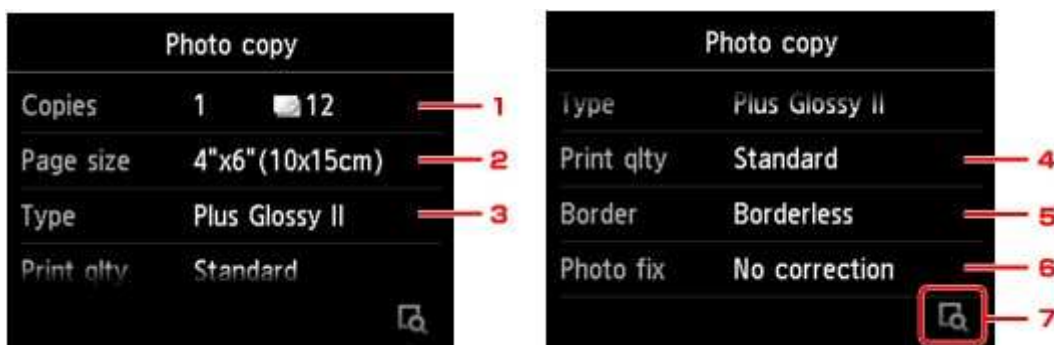 Photo copy
Copies 1 12 1
Page size 4"x6"(10x15cm) 2
Type Plus Glossy II 3
Print qlty Standard
Photo copy
Type Plus Glossy II
Print qlty Standard 4
Border Borderless 5
Photo fix No correction 6
7